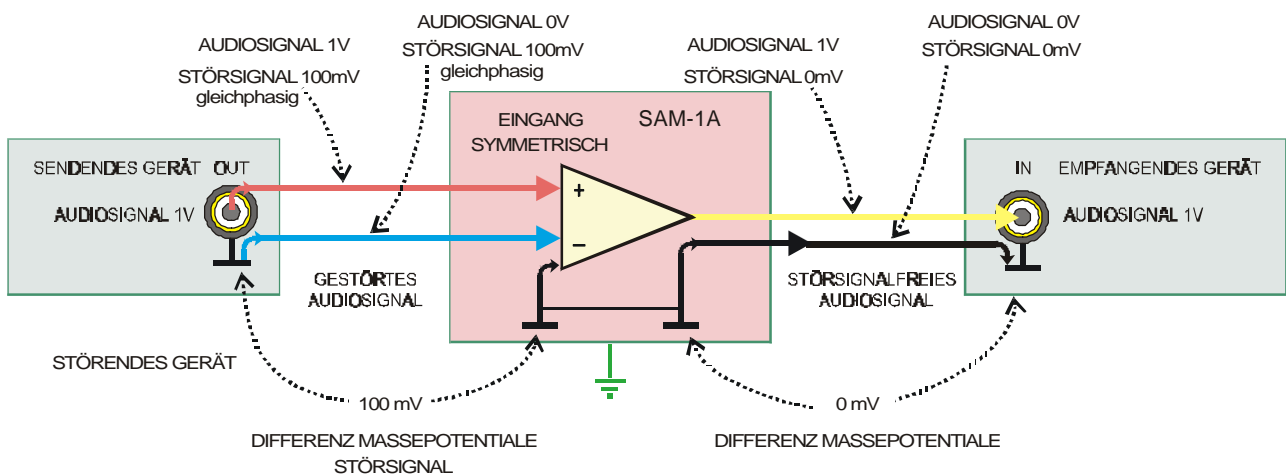 AUDIOSIGNAL 1V
STÖRSIGNAL 100mV
gleichphasig
AUDIOSIGNAL 0V
STÖRSIGNAL 100mV
gleichphasig
AUDIOSIGNAL 1V
STÖRSIGNAL 0mV
AUDIOSIGNAL 0V
STÖRSIGNAL 0mV
SENDENDES GERÄT OUT
AUDIOSIGNAL 1V
EINGANG
SYMMETRISCH
SAM-1A
+
−
IN EMPFANGENDES GERÄT
AUDIOSIGNAL 1V
GESTÖRTES
AUDIOSIGNAL
STÖRSIGNALFREIES
AUDIOSIGNAL
STÖRENDES GERÄT
100 mV
DIFFERENZ MASSEPOTENTIALE
STÖRSIGNAL
0 mV
DIFFERENZ MASSEPOTENTIALE